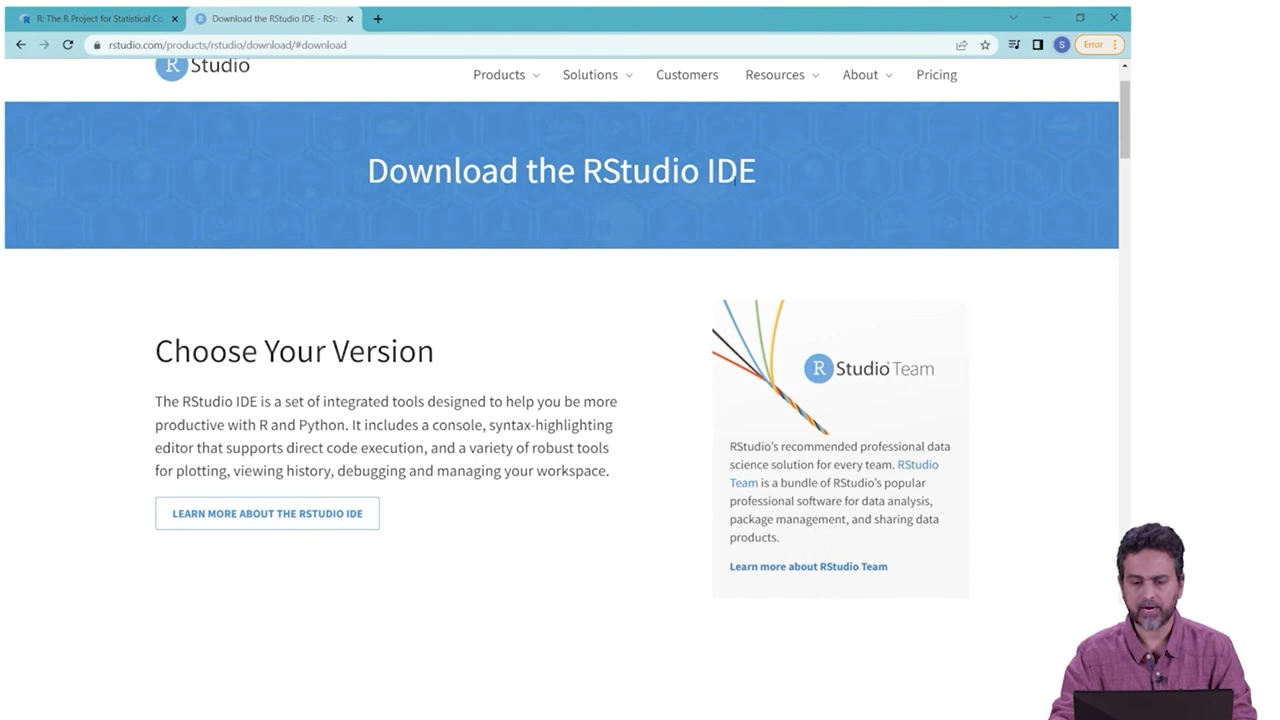 R: The R Project for Statistical Co
Download the RStudio IDE - RStu
rstudio.com/products/rstudio/download/#download
S
Error
R Studio
Products
Solutions
Customers
Resources
About
Pricing
Download the RStudio IDE
Choose Your Version
The RStudio IDE is a set of integrated tools designed to help you be more
productive with R and Python. It includes a console, syntax-highlighting
editor that supports direct code execution, and a variety of robust tools
for plotting, viewing history, debugging and managing your workspace.
LEARN MORE ABOUT THE RSTUDIO IDE
R Studio Team
RStudio's recommended professional data
science solution for every team. RStudio
Team is a bundle of RStudio's popular
professional software for data analysis,
package management, and sharing data
products.
Learn more about RStudio Team